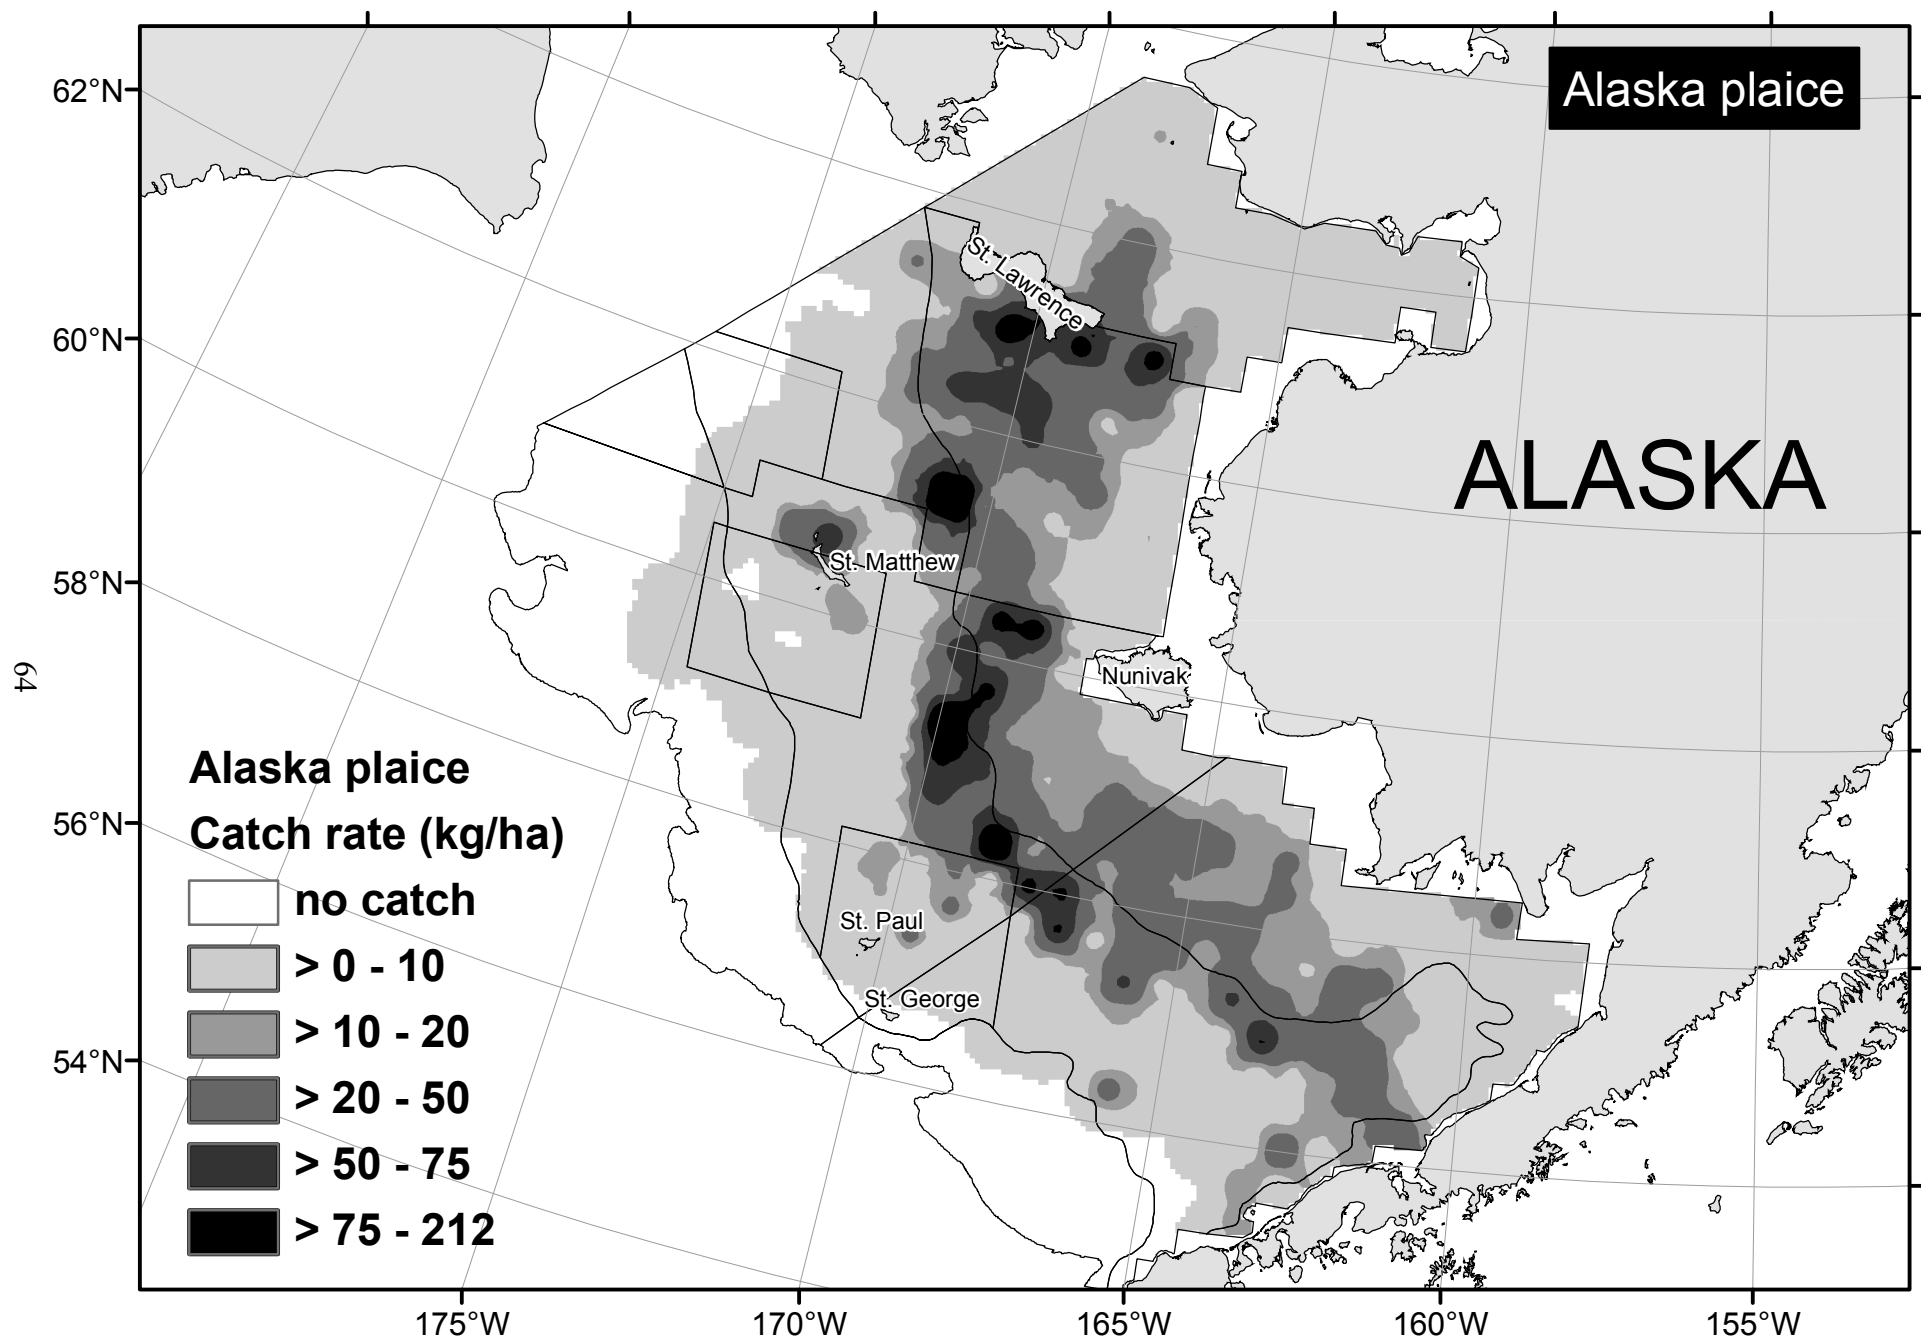 Alaska plaice
62°N
60°N
58°N
56°N
54°N
St. Lawrence
ALASKA
St. Matthew
Nunivak
St. Paul
St. George
64
Alaska plaice
Catch rate (kg/ha)
no catch
> 0 - 10
> 10 - 20
> 20 - 50
> 50 - 75
> 75 - 212
175°W
170°W
165°W
160°W
155°W